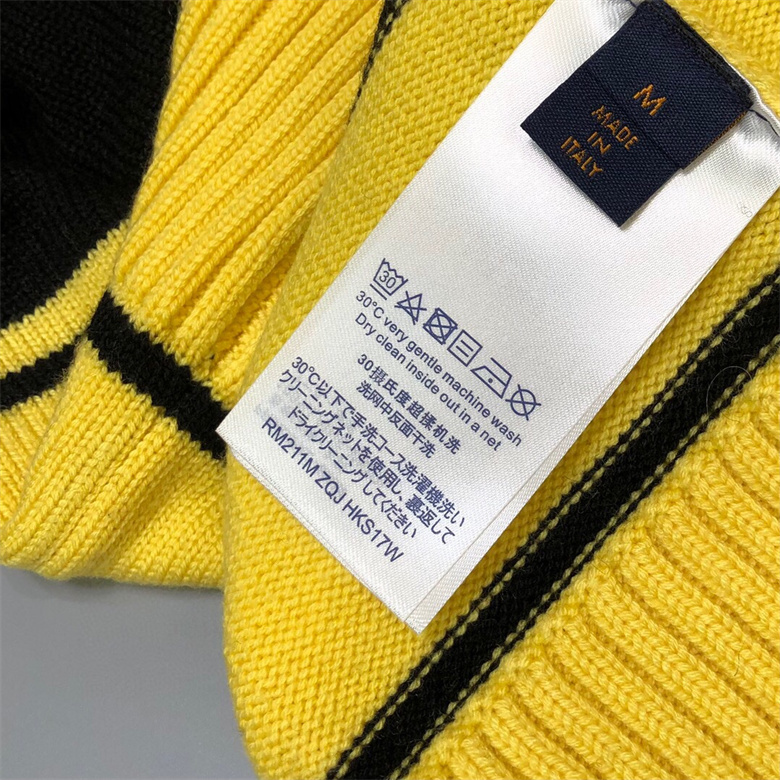 M
MADE
IN
ITALY
30
30°C very gentle machine wash
Dry clean inside out in a net
30摄氏度超揉机洗
洗网中反面干洗
30°C以下で手洗コース洗濯機洗い
クリーニングネットを使用し、裏返して
ドライクリーニングしてください
RM211M ZQJ HKS17W